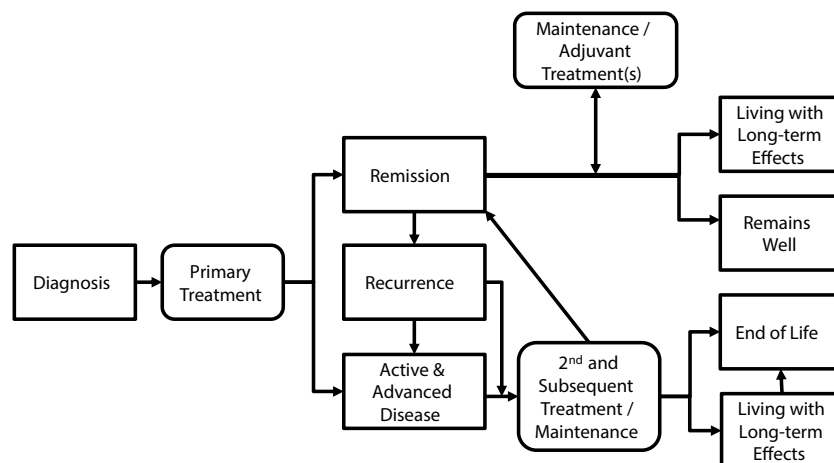 Maintenance /
Adjuvant
Treatment(s)
Living with
Long-term
Effects
Remission
Remains
Well
Diagnosis
Primary
Treatment
Recurrence
End of Life
Active &
Advanced
Disease
2nd and
Subsequent
Treatment /
Maintenance
Living with
Long-term
Effects